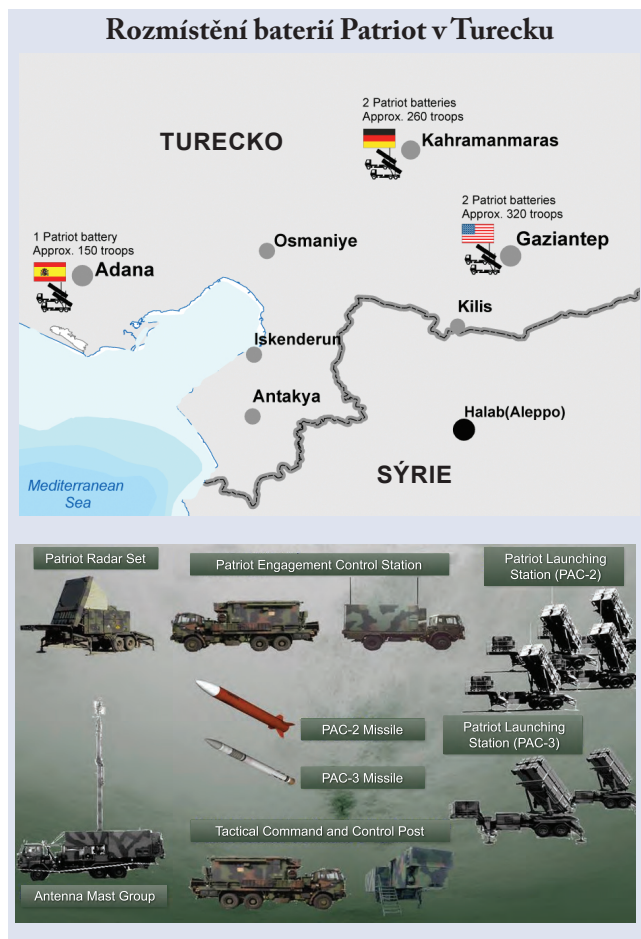 Rozmístění baterií Patriot v Turecku
2 Patriot batteries
Approx. 260 troops
TURECKO
Kahramanmaras
2 Patriot batteries
Approx. 320 troops
1 Patriot battery
Approx. 150 troops
Osmaniye
Gaziantep
Adana
Kilis
Iskenderun
Antakya
Halab(Aleppo)
SÝRIE
Mediterranean
Sea
Patriot Radar Set
Patriot Engagement Control Station
Patriot Launching
Station (PAC-2)
PAC-2 Missile
Patriot Launching
Station (PAC-3)
PAC-3 Missile
Tactical Command and Control Post
Antenna Mast Group